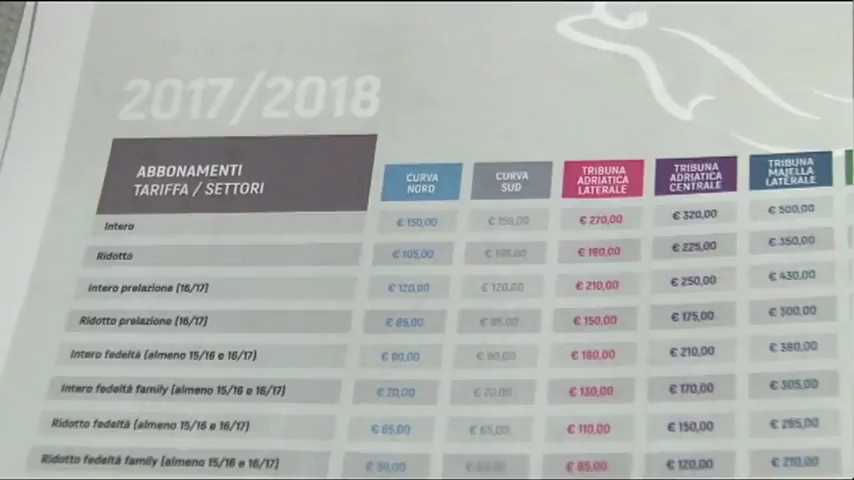 2017/2018
ABBONAMENTI
TARIFFA / SETTORI
CURVA NORD
CURVA SUD
TRIBUNA ADRIATICA LATERALE
TRIBUNA ADRIATICA CENTRALE
TRIBUNA MAJELLA LATERALE
Intero € 150,00 € 150,00 € 270,00 € 320,00 € 500,00
Ridotto € 105,00 € 105,00 € 190,00 € 225,00 € 350,00
Intero prelazione (16/17) € 120,00 € 120,00 € 210,00 € 250,00 € 430,00
Ridotto prelazione (16/17) € 85,00 € 85,00 € 150,00 € 175,00 € 300,00
Intero fedeltà (almeno 15/16 e 16/17) € 90,00 € 90,00 € 160,00 € 210,00 € 380,00
Intero fedeltà family (almeno 15/16 e 16/17) € 70,00 € 70,00 € 130,00 € 170,00 € 305,00
Ridotto fedeltà (almeno 15/16 e 16/17) € 65,00 € 65,00 € 110,00 € 150,00 € 265,00
Ridotto fedeltà family (almeno 15/16 e 16/17) € 50,00 € 85,00 € 120,00 € 210,00